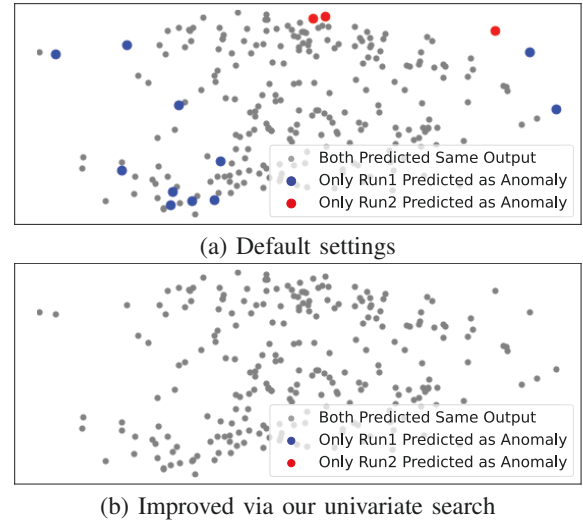 Both Predicted Same Output
Only Run1 Predicted as Anomaly
Only Run2 Predicted as Anomaly
(a) Default settings
Both Predicted Same Output
Only Run1 Predicted as Anomaly
Only Run2 Predicted as Anomaly
(b) Improved via our univariate search